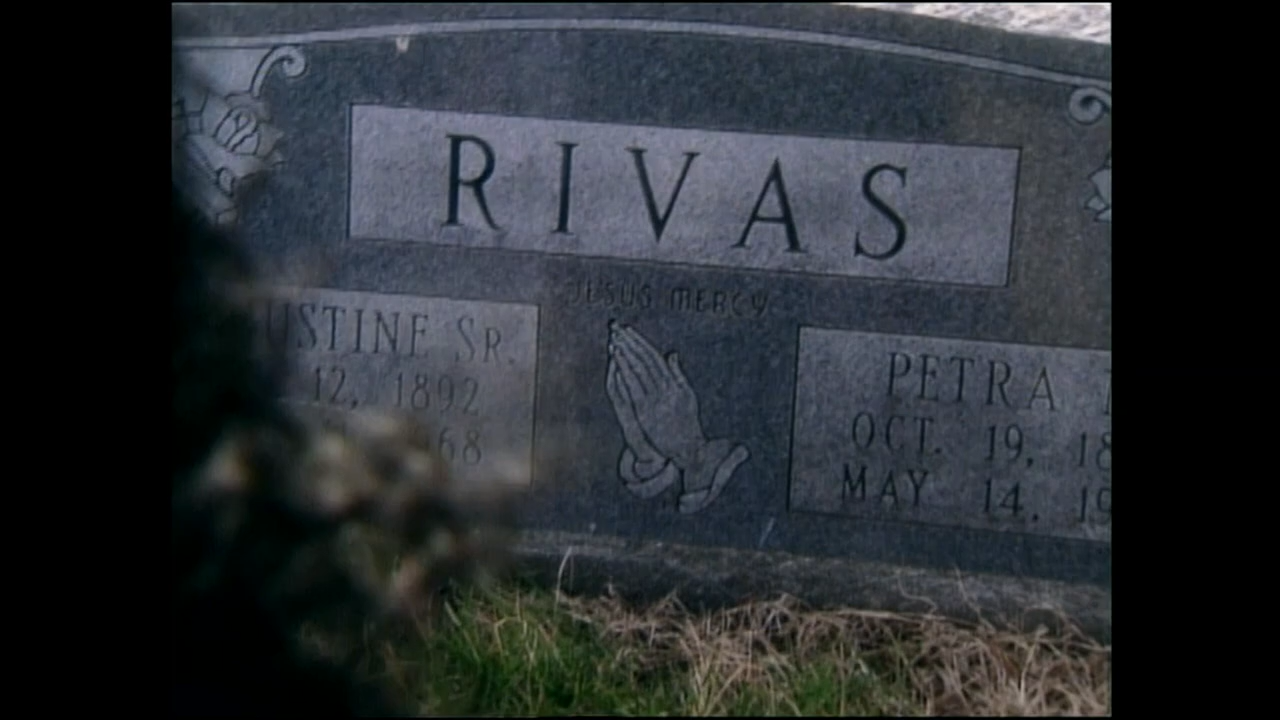 RIVAS
JESUS MERCY
USTINE SR.
12, 1892
68
PETRA
OCT. 19, 18
MAY 14, 19